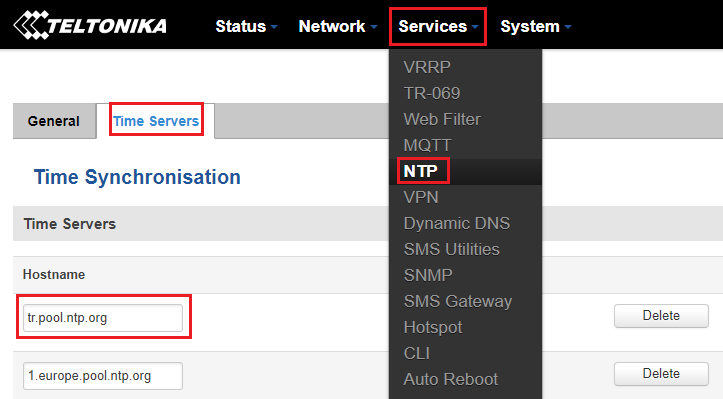 TELTONIKA Status Network Services System
VRRP
TR-069
General Time Servers Web Filter
MQTT
Time Synchronisation NTP
VPN
Time Servers Dynamic DNS
SMS Utilities
Hostname SNMP
SMS Gateway
tr.pool.ntp.org Delete
Hotspot
CLI
1.europe.pool.ntp.org Auto Reboot Delete